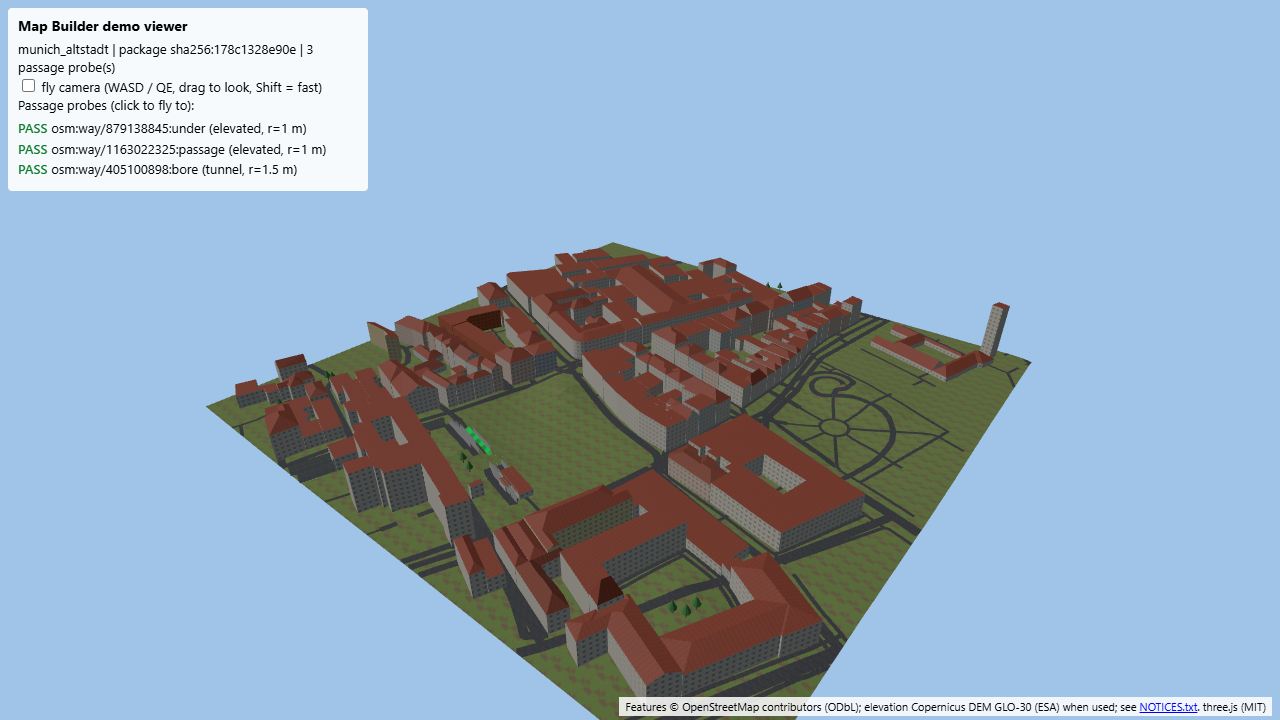 Map Builder demo viewer
munich_altstadt | package sha256:178c1328e90e | 3
passage probe(s)
fly camera (WASD / QE, drag to look, Shift = fast)
Passage probes (click to fly to):
PASS osm:way/879138845:under (elevated, r=1 m)
PASS osm:way/1163022325:passage (elevated, r=1 m)
PASS osm:way/405100898:bore (tunnel, r=1.5 m)
Features © OpenStreetMap contributors (ODbL); elevation Copernicus DEM GLO-30 (ESA) when used; see NOTICES.txt. three.js (MIT)